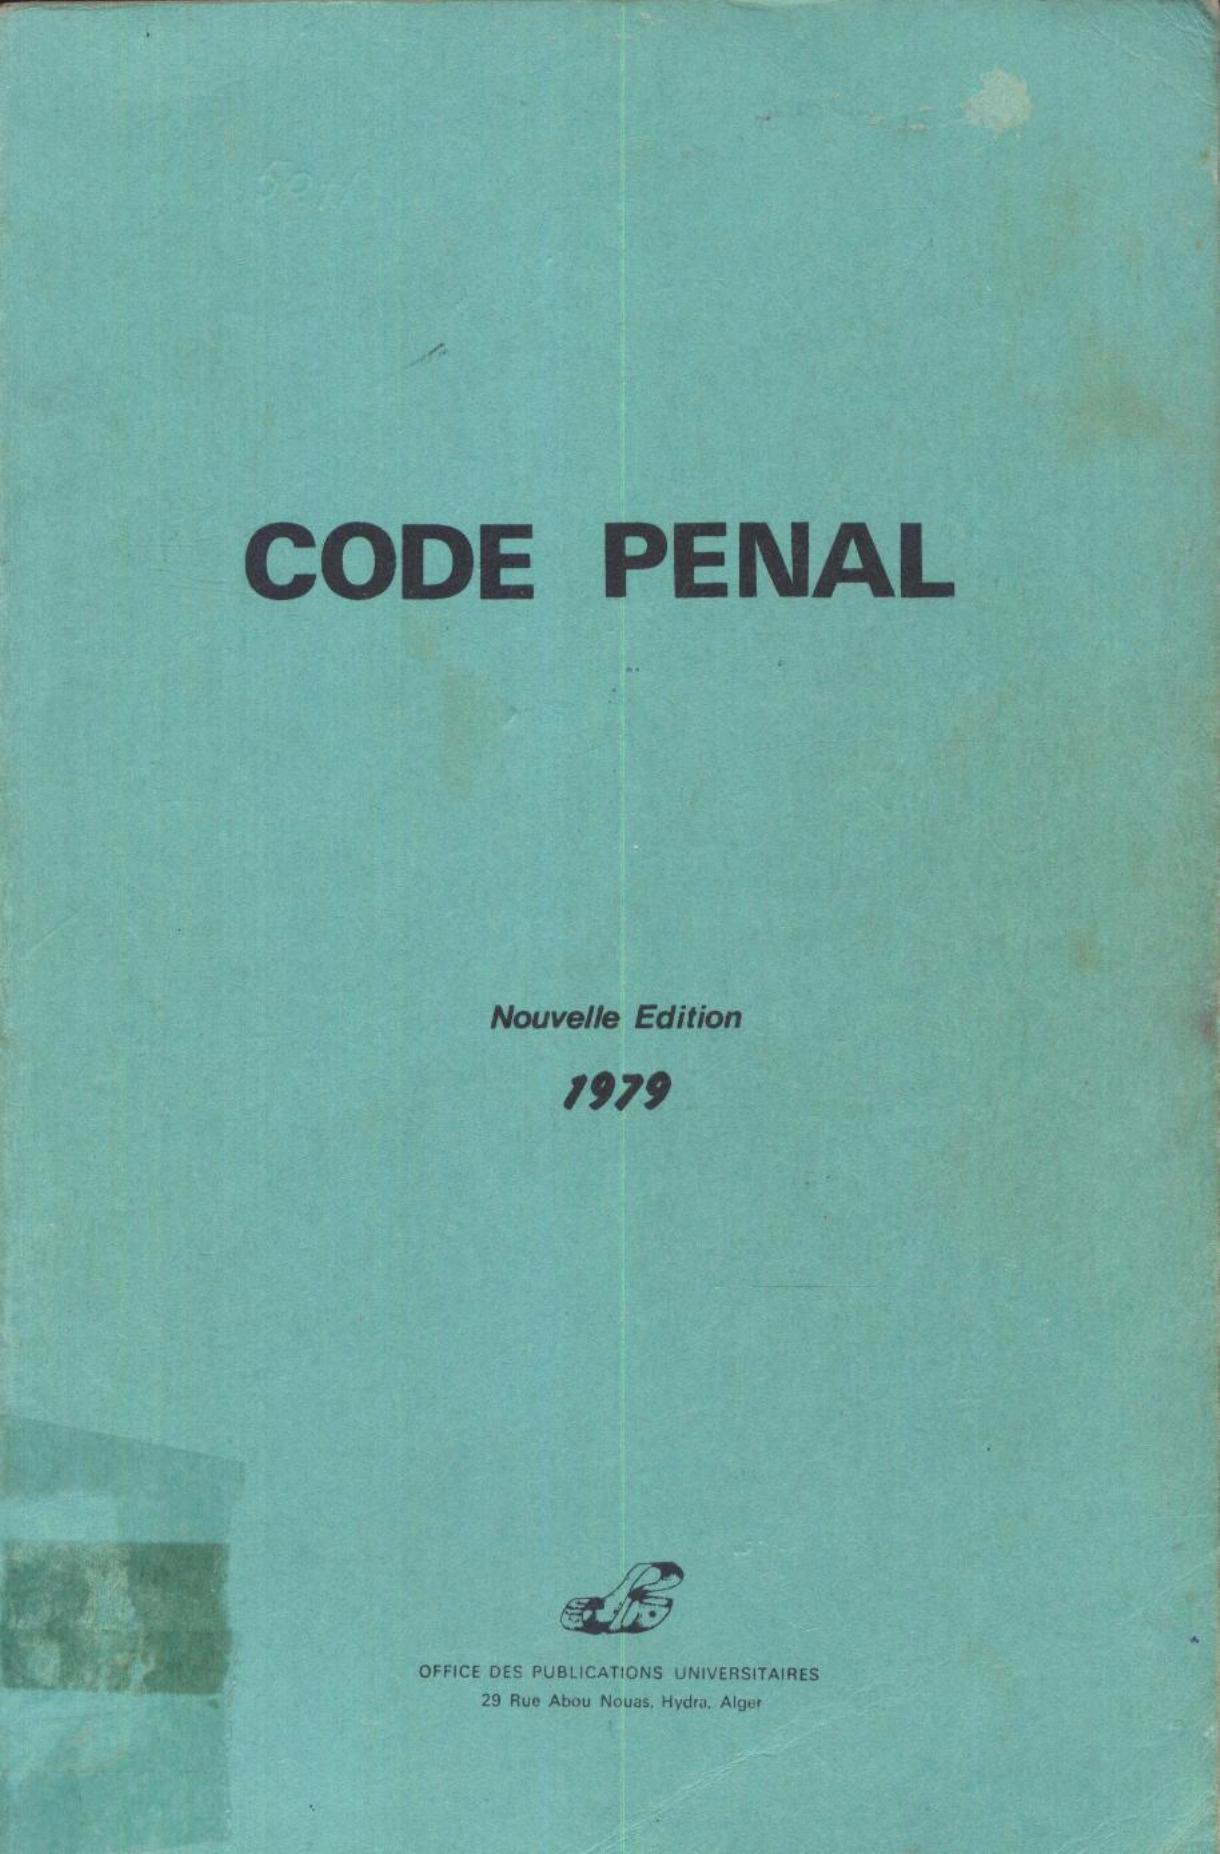 CODE PENAL
Nouvelle Edition
1979
OFFICE DES PUBLICATIONS UNIVERSITAIRES
29 Rue Abou Nouas, Hydra, Alger